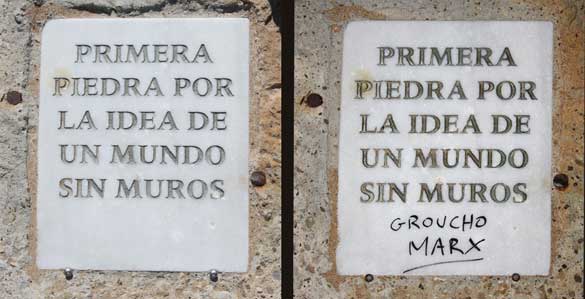 PRIMERA
PIEDRA POR
LA IDEA DE
UN MUNDO
SIN MUROS
PRIMERA
PIEDRA POR
LA IDEA DE
UN MUNDO
SIN MUROS
GROUCHO
MARX